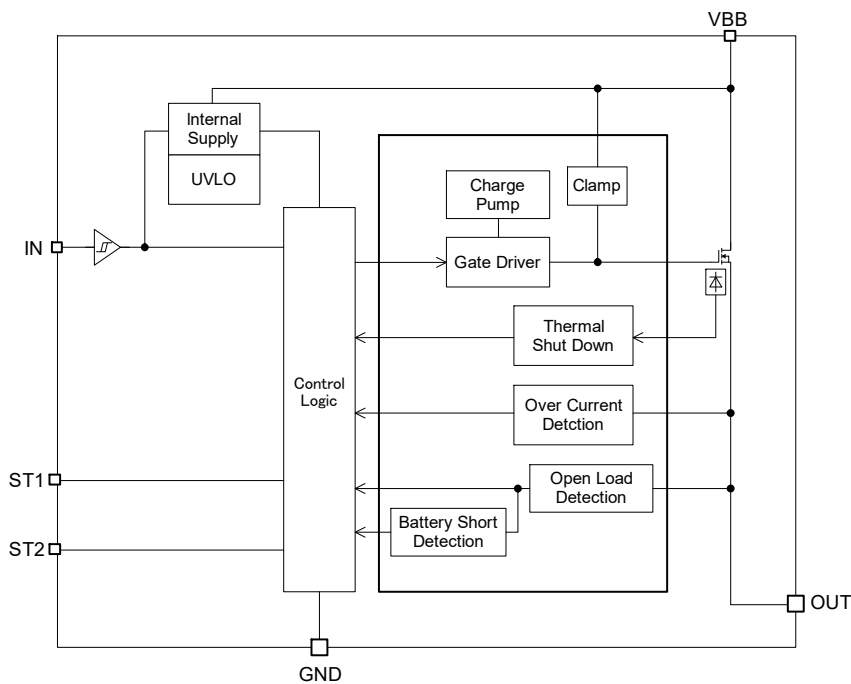 VBB
Internal
Supply
UVLO
Charge
Pump
Clamp
IN
Gate Driver
Thermal
Shut Down
Control
Logic
Over Current
Detction
ST1
Open Load
Detection
Battery Short
Detection
ST2
OUT
GND